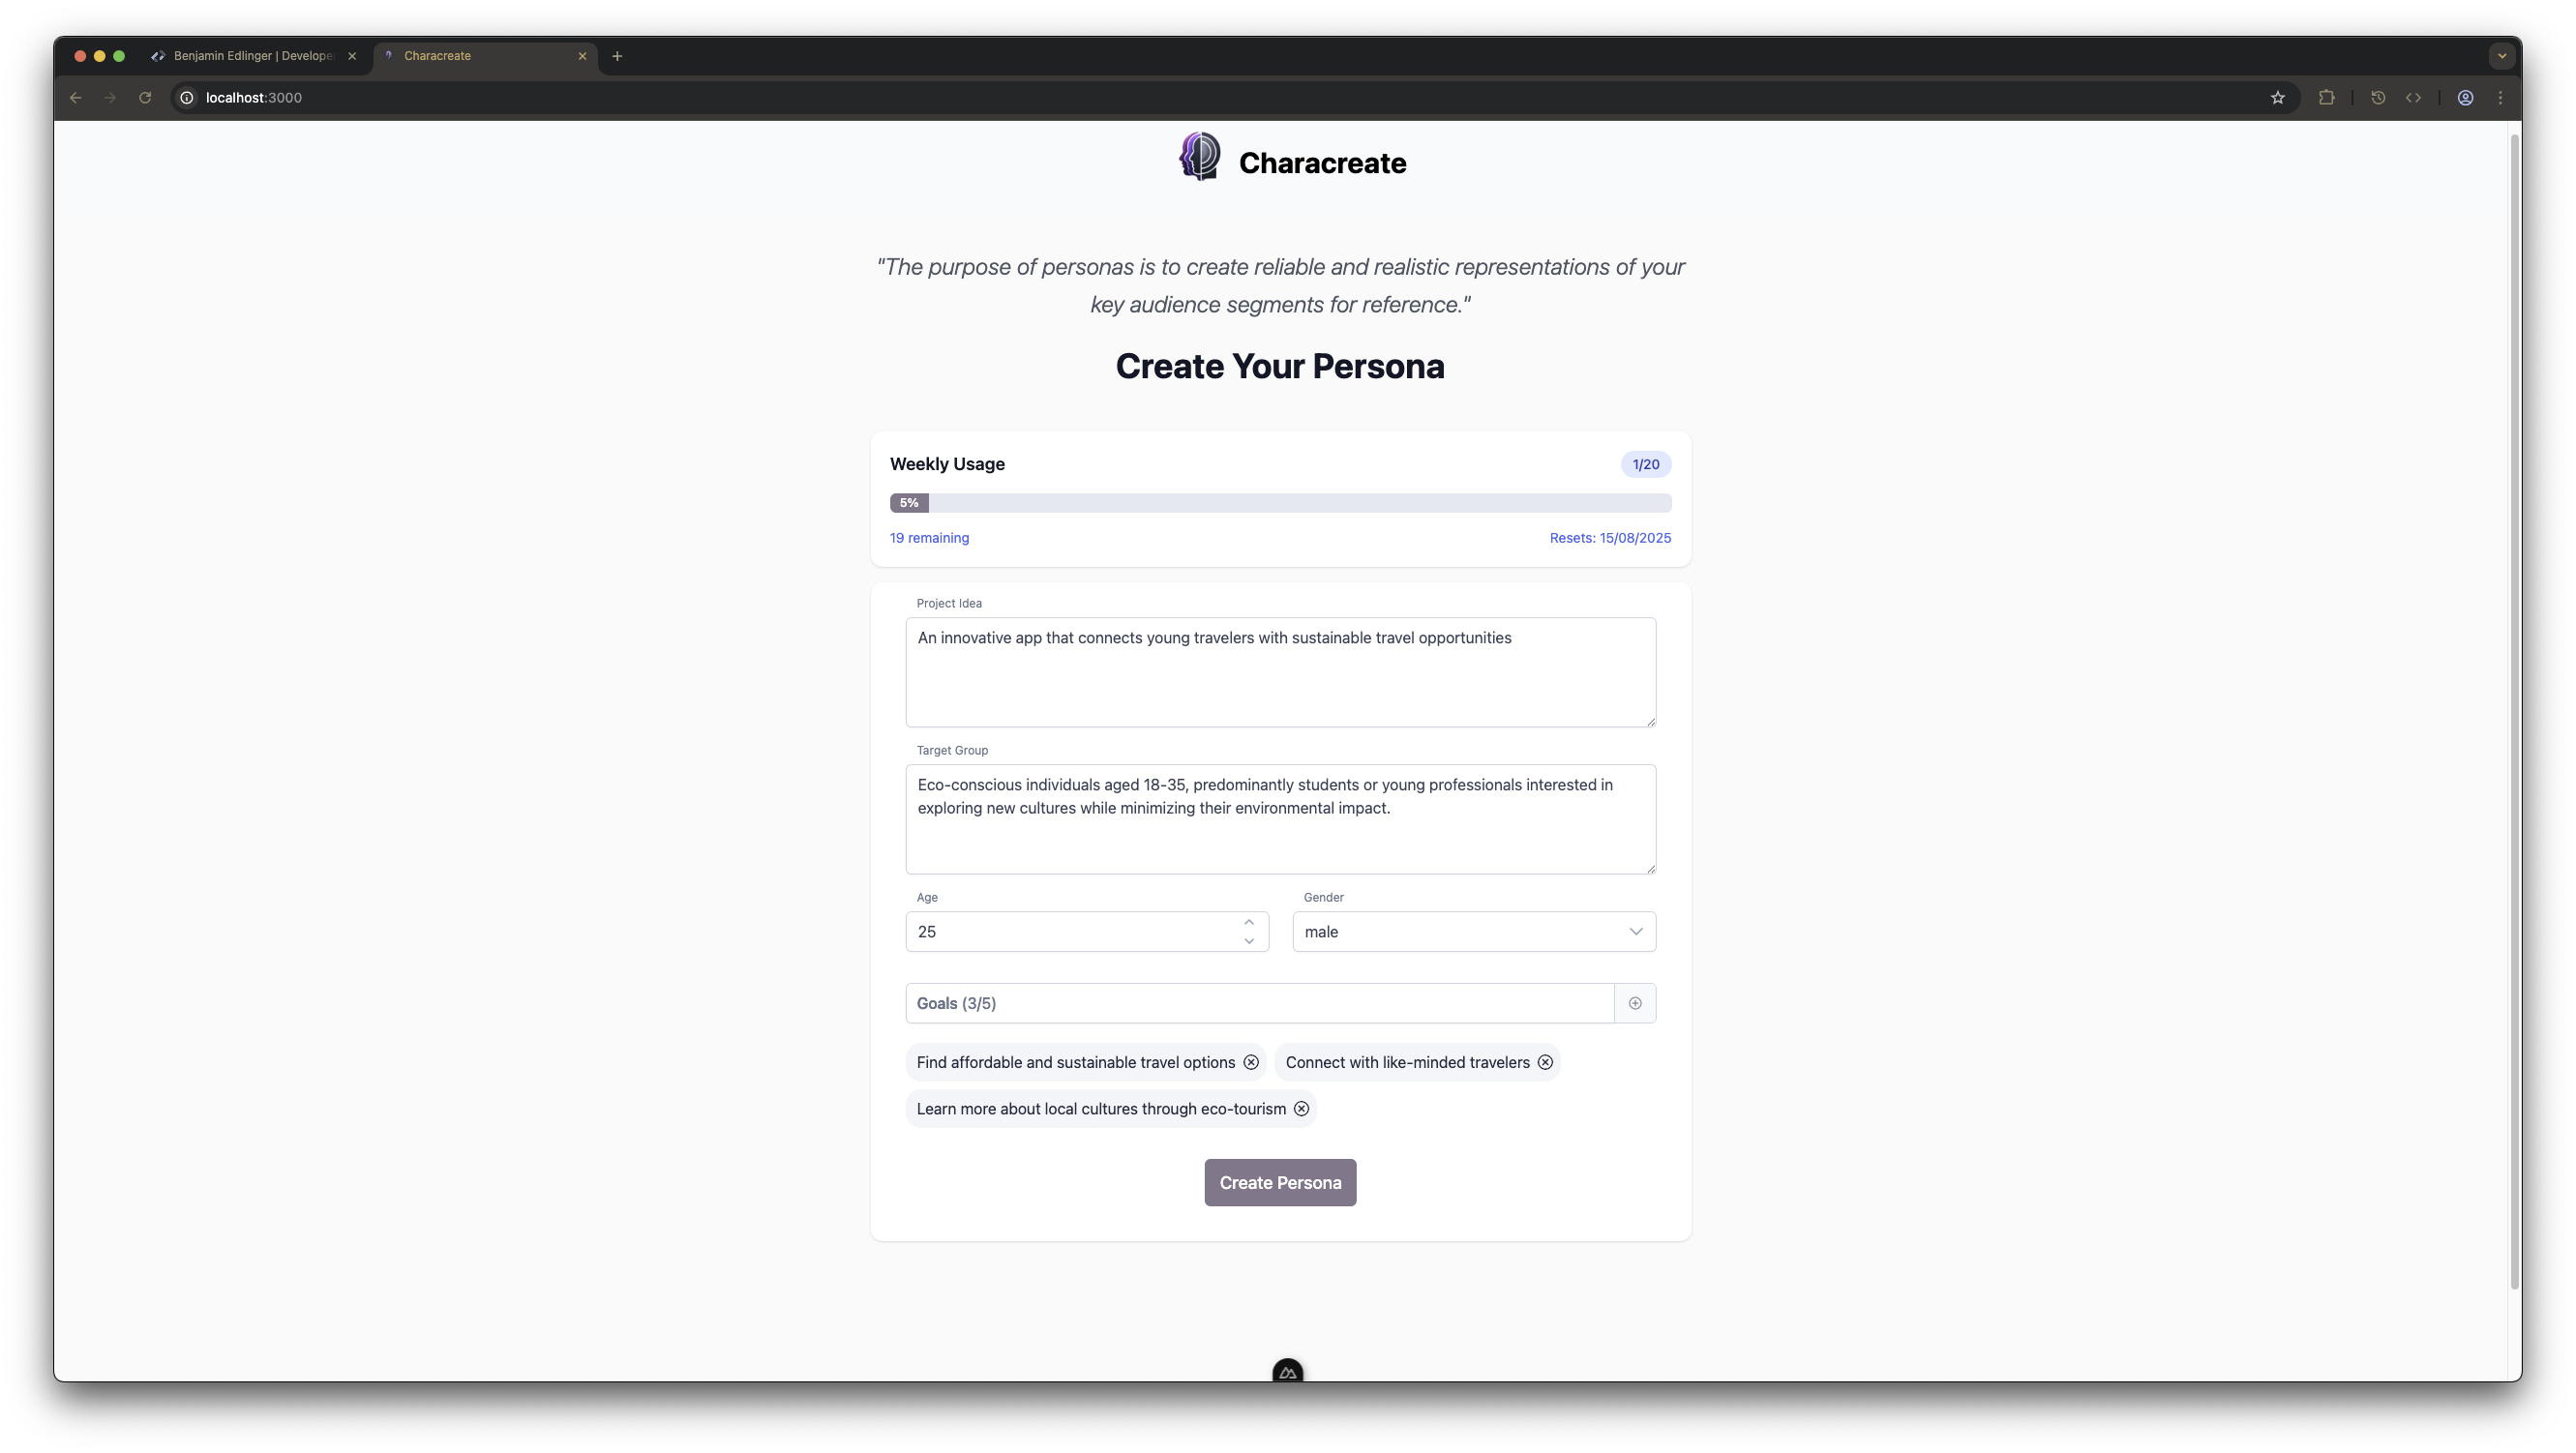 Benjamin Edlinger | Develope
Characreate
localhost:3000
Characreate
"The purpose of personas is to create reliable and realistic representations of your
key audience segments for reference."
Create Your Persona
Weekly Usage
1/20
5%
19 remaining
Resets: 15/08/2025
Project Idea
An innovative app that connects young travelers with sustainable travel opportunities
Target Group
Eco-conscious individuals aged 18-35, predominantly students or young professionals interested in
exploring new cultures while minimizing their environmental impact.
Age
Gender
25
male
Goals (3/5)
Find affordable and sustainable travel options
Connect with like-minded travelers
Learn more about local cultures through eco-tourism
Create Persona